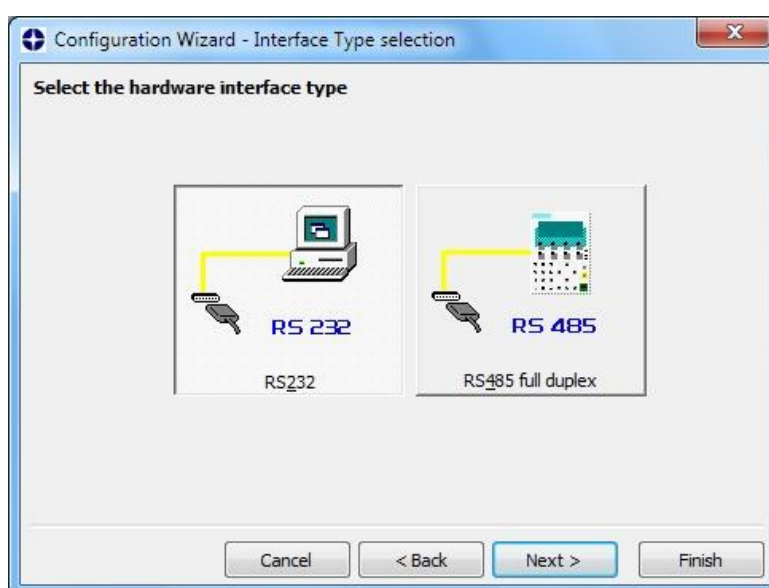 Configuration Wizard - Interface Type selection
Select the hardware interface type
RS 232
RS232
RS 485
RS485 full duplex
Cancel
< Back
Next >
Finish